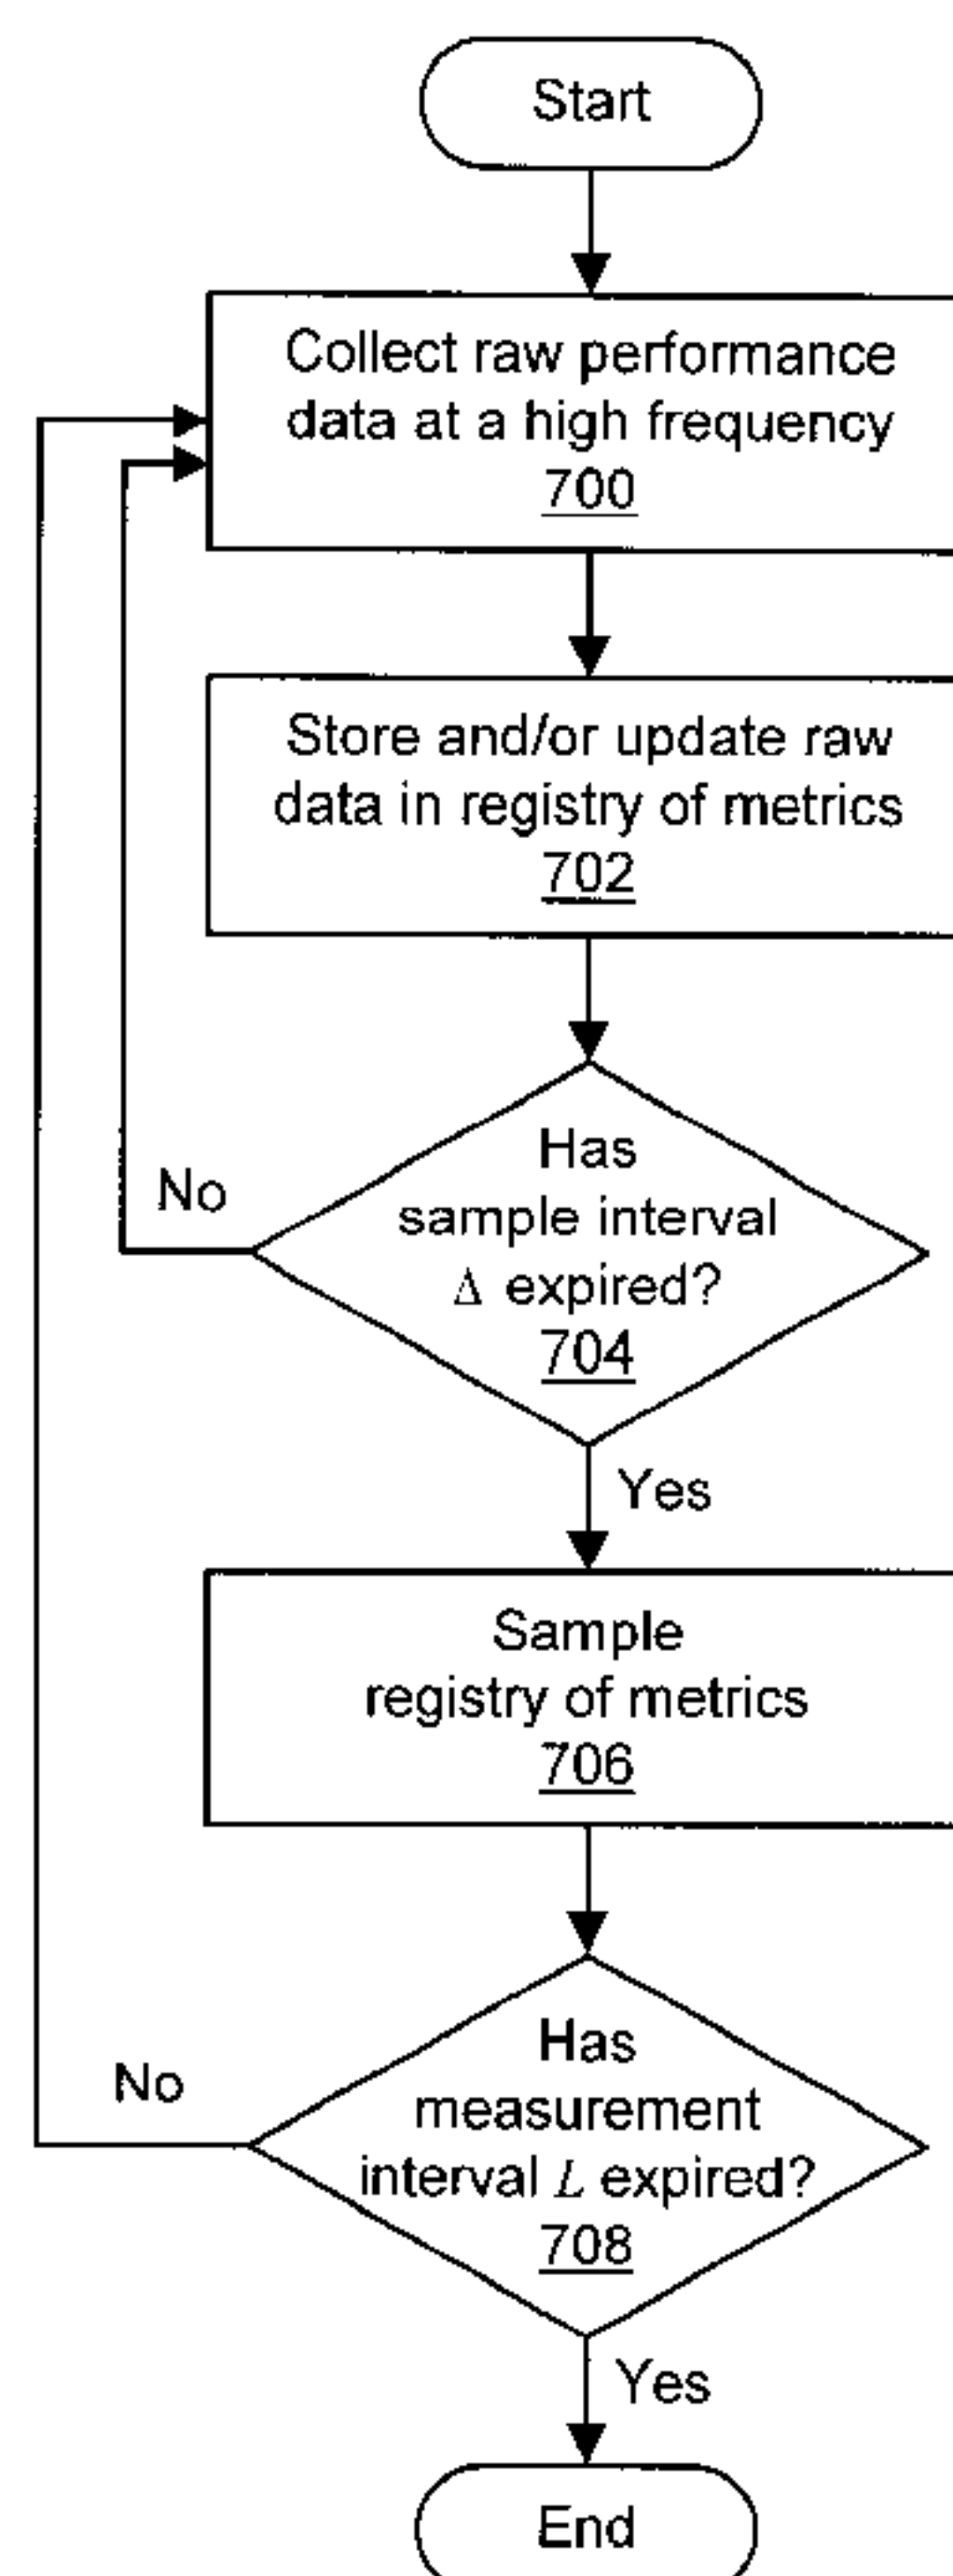 Start
Collect raw performance
data at a high frequency
700
Store and/or update raw
data in registry of metrics
702
Has
sample interval
Δ expired?
704
No
Yes
Sample
registry of metrics
706
Has
measurement
interval L expired?
708
No
Yes
End